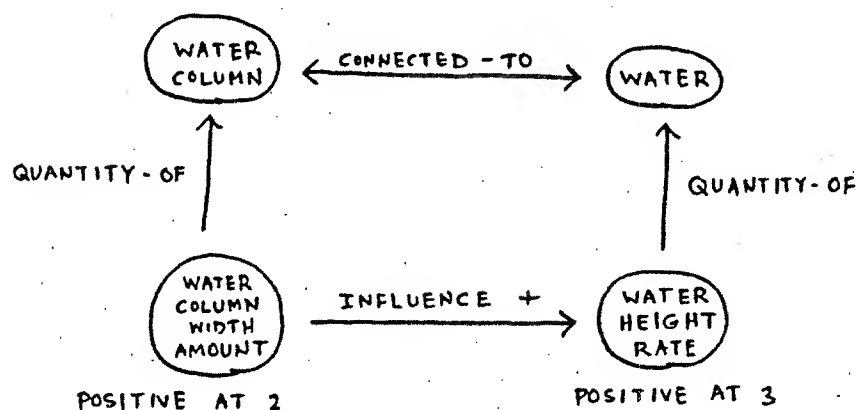 WATER
COLUMN
CONNECTED-TO
WATER
QUANTITY-OF
QUANTITY-OF
WATER
COLUMN
WIDTH
AMOUNT
INFLUENCE +
WATER
HEIGHT
RATE
POSITIVE AT 2
POSITIVE AT 3